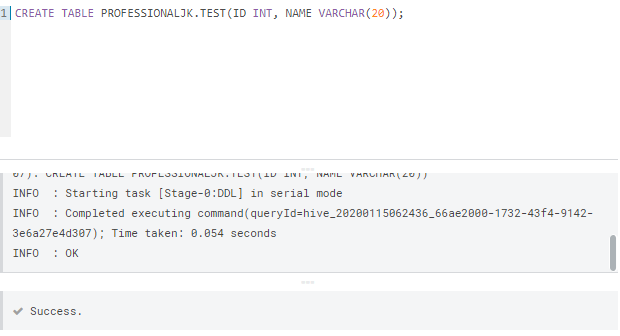 1 CREATE TABLE PROFESSIONALJK.TEST(ID INT, NAME VARCHAR(20));
07): CREATE TABLE PROFESSIONALJK.TEST(ID INT, NAME VARCHAR(20))
INFO  : Starting task [Stage-0:DDL] in serial mode
INFO  : Completed executing command(queryId=hive_20200115062436_66ae2000-1732-43f4-9142-
3e6a27e4d307); Time taken: 0.054 seconds
INFO  : OK
Success.